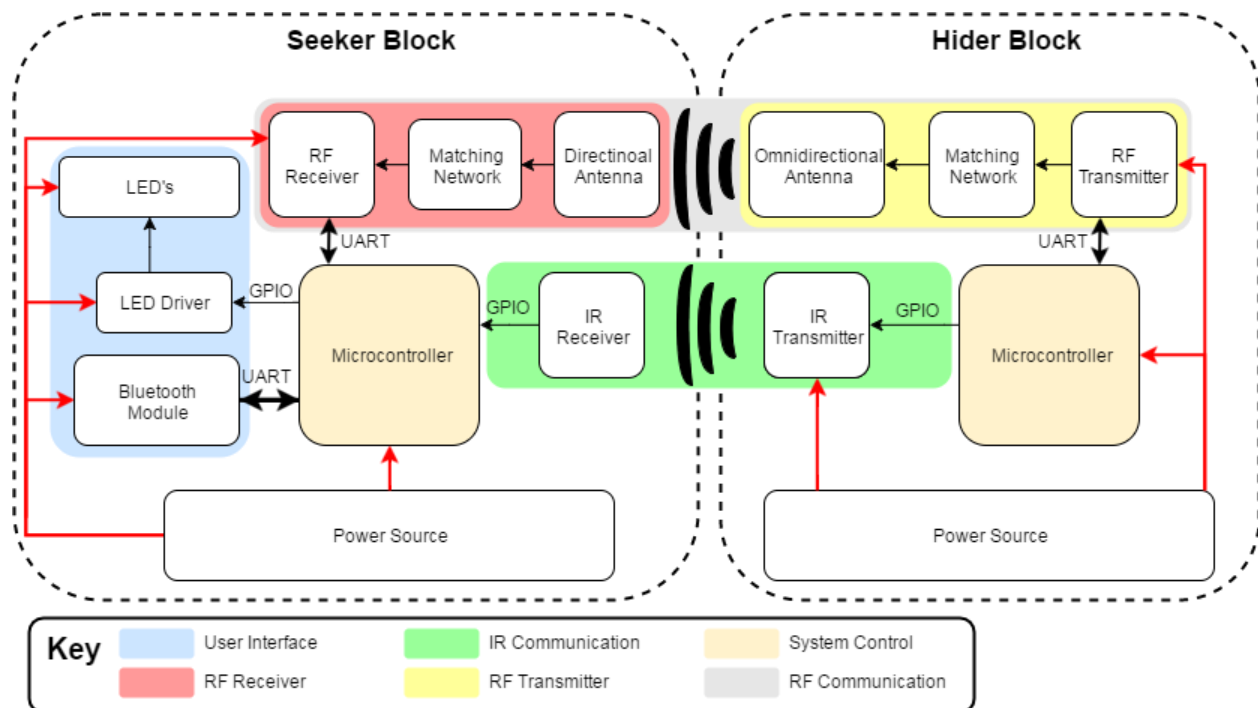 Seeker Block
Hider Block
RF
Receiver
Matching
Network
Directinoal
Antenna
Omnidirectional
Antenna
Matching
Network
RF
Transmitter
LED's
UART
UART
LED Driver
GPIO
Microcontroller
GPIO
IR
Receiver
IR
Transmitter
GPIO
Microcontroller
Bluetooth
Module
UART
Power Source
Power Source
Key
User Interface
IR Communication
System Control
RF Receiver
RF Transmitter
RF Communication